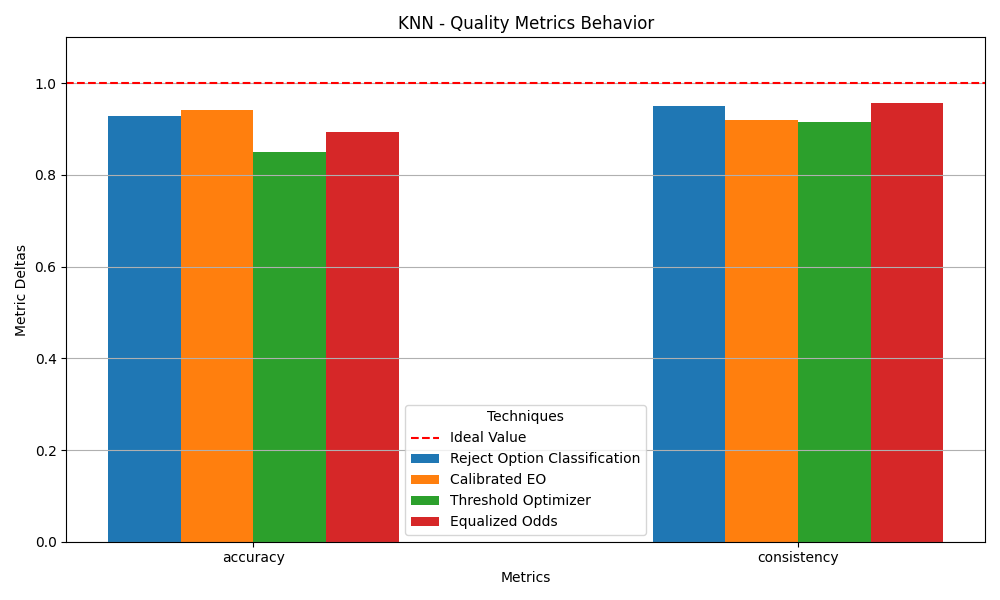 KNN - Quality Metrics Behavior
Metric Deltas
1.0
0.8
0.6
0.4
0.2
0.0
Techniques
Ideal Value
Reject Option Classification
Calibrated EO
Threshold Optimizer
Equalized Odds
accuracy
consistency
Metrics